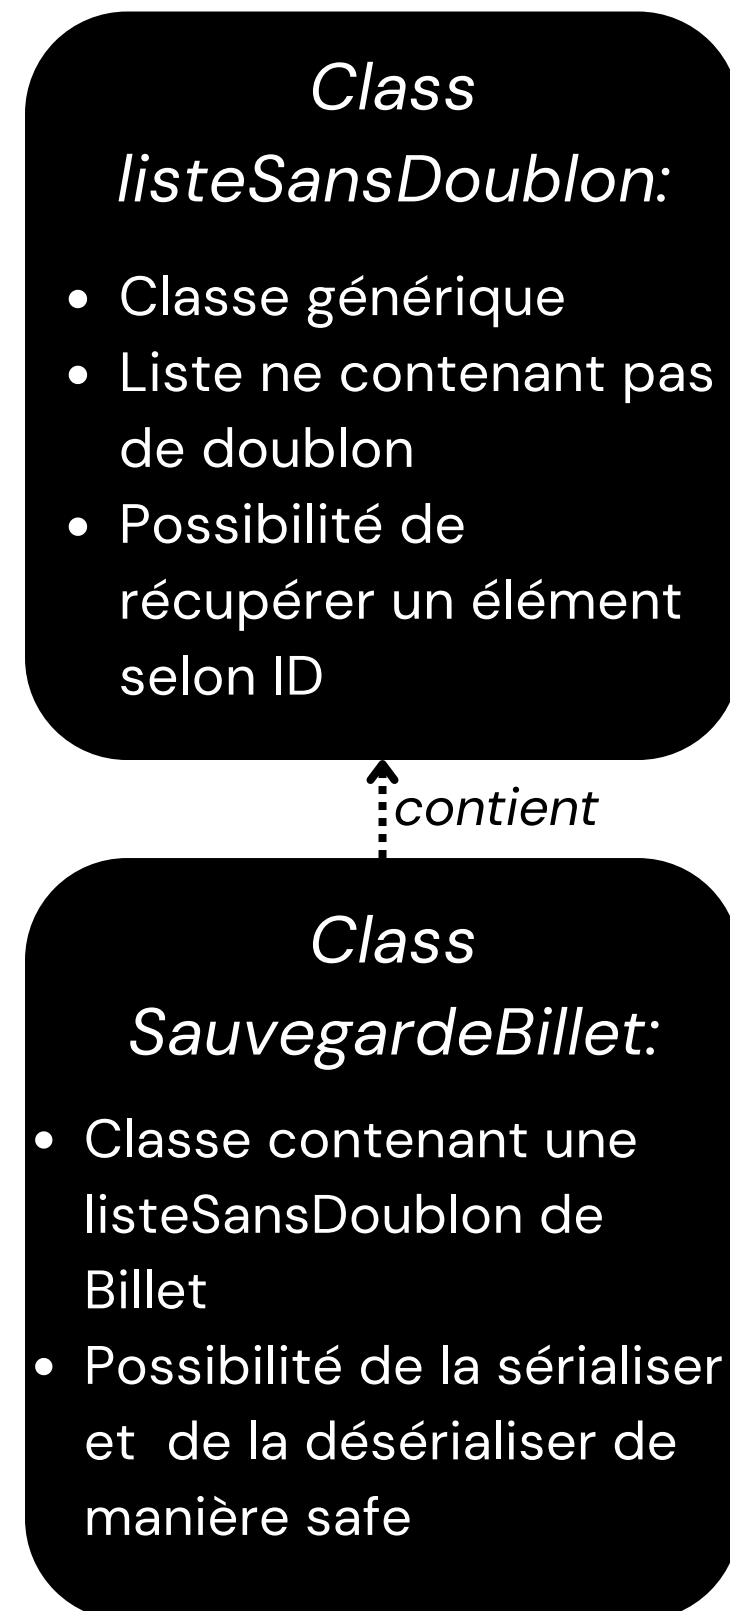 Class
listeSansDoublon:
• Classe générique
• Liste ne contenant pas
de doublon
• Possibilité de
récupérer un élément
selon ID
contient
Class
SauvegardeBillet:
• Classe contenant une
listeSansDoublon de
Billet
• Possibilité de la sérialiser
et  de la désérialiser de
manière safe